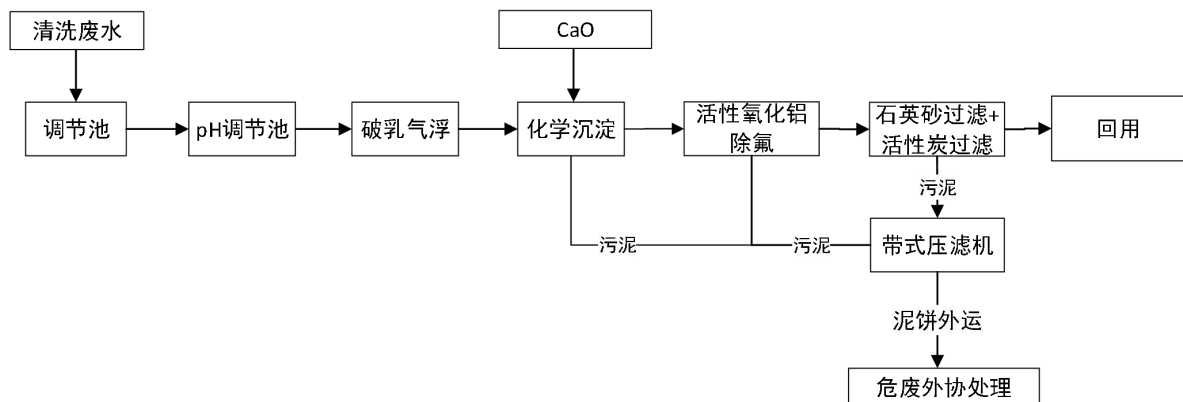 清洗废水
CaO
调节池
pH调节池
破乳气浮
化学沉淀
活性氧化铝
除氟
石英砂过滤+
活性炭过滤
回用
污泥
污泥
污泥
带式压滤机
泥饼外运
危废外协处理